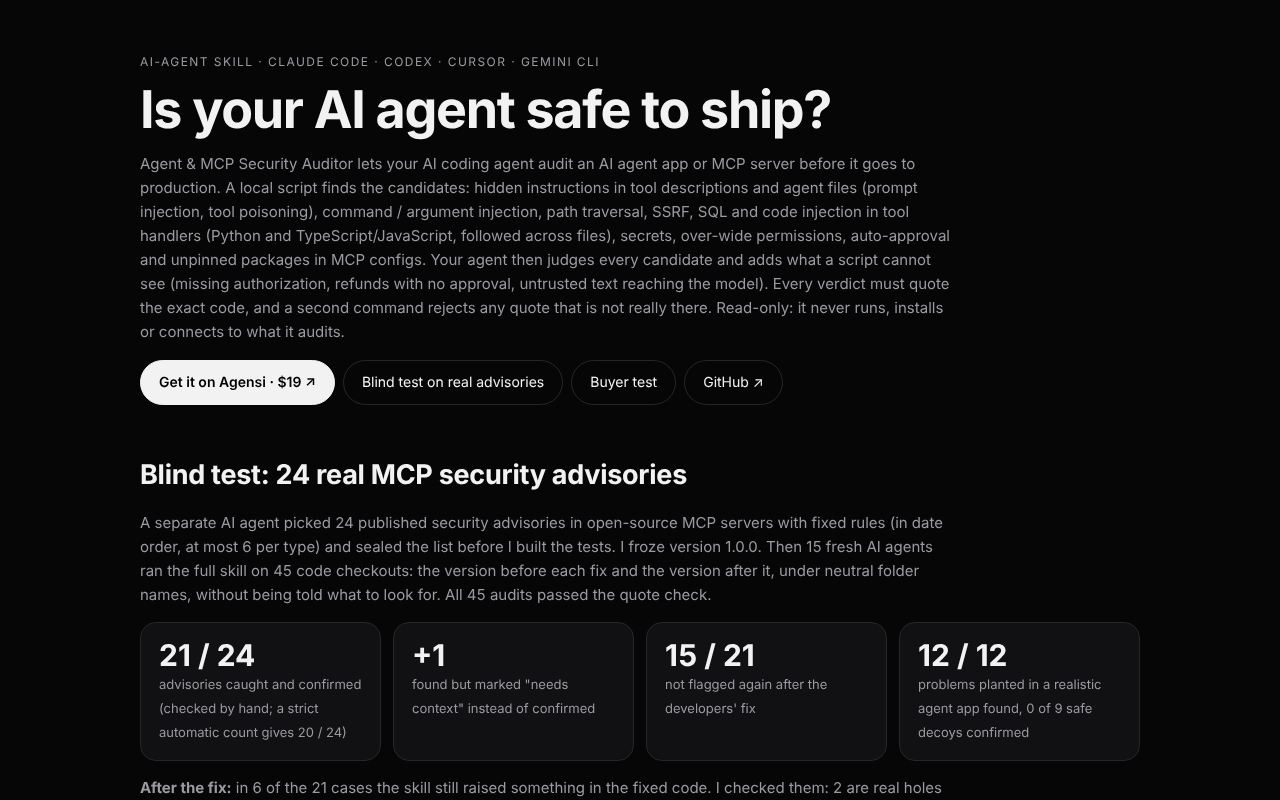 AI-AGENT SKILL · CLAUDE CODE · CODEX · CURSOR · GEMINI CLI
Is your AI agent safe to ship?
Agent & MCP Security Auditor lets your AI coding agent audit an AI agent app or MCP server before it goes to
production. A local script finds the candidates: hidden instructions in tool descriptions and agent files (prompt
injection, tool poisoning), command / argument injection, path traversal, SSRF, SQL and code injection in tool
handlers (Python and TypeScript/JavaScript, followed across files), secrets, over-wide permissions, auto-approval
and unpinned packages in MCP configs. Your agent then judges every candidate and adds what a script cannot
see (missing authorization, refunds with no approval, untrusted text reaching the model). Every verdict must quote
the exact code, and a second command rejects any quote that is not really there. Read-only: it never runs, installs
or connects to what it audits.
Get it on Agensi · $19 ↗
Blind test on real advisories
Buyer test
GitHub ↗
Blind test: 24 real MCP security advisories
A separate AI agent picked 24 published security advisories in open-source MCP servers with fixed rules (in date
order, at most 6 per type) and sealed the list before I built the tests. I froze version 1.0.0. Then 15 fresh AI agents
ran the full skill on 45 code checkouts: the version before each fix and the version after it, under neutral folder
names, without being told what to look for. All 45 audits passed the quote check.
21 / 24
advisories caught and confirmed
(checked by hand; a strict
automatic count gives 20 / 24)
+1
found but marked "needs
context" instead of confirmed
15 / 21
not flagged again after the
developers' fix
12 / 12
problems planted in a realistic
agent app found, 0 of 9 safe
decoys confirmed
After the fix: in 6 of the 21 cases the skill still raised something in the fixed code. I checked them: 2 are real holes